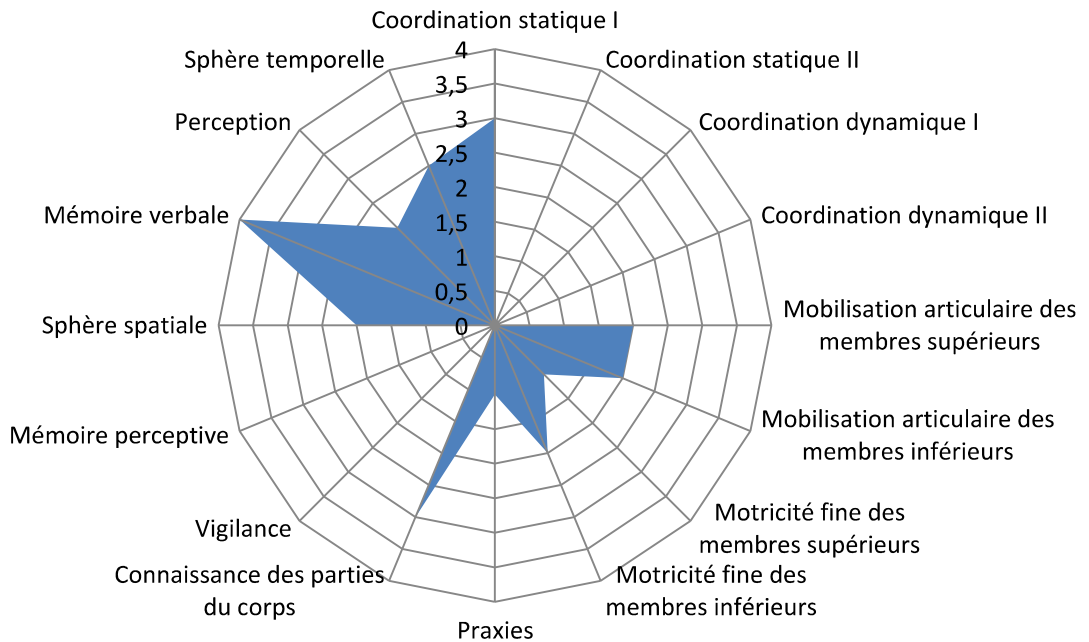 Coordination statique I
4
Sphère temporelle
Coordination statique II
3,5
Perception
3
Coordination dynamique I
2,5
2
Mémoire verbale
Coordination dynamique II
1,5
1
0,5
Sphère spatiale
0
Mobilisation articulaire des
membres supérieurs
Mémoire perceptive
Mobilisation articulaire des
membres inférieurs
Vigilance
Motricité fine des
membres supérieurs
Connaissance des parties
du corps
Motricité fine des
membres inférieurs
Praxies